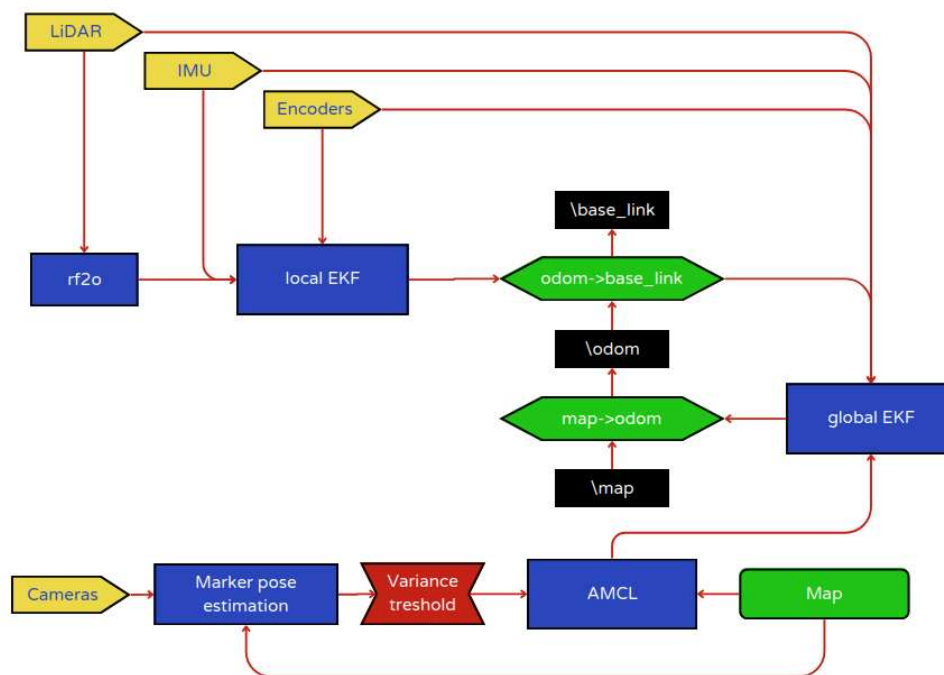 LiDAR
IMU
Encoders
\base_link
rf2o
local EKF
odom->base_link
\odom
map->odom
global EKF
\map
Cameras
Marker pose
estimation
Variance
treshold
AMCL
Map